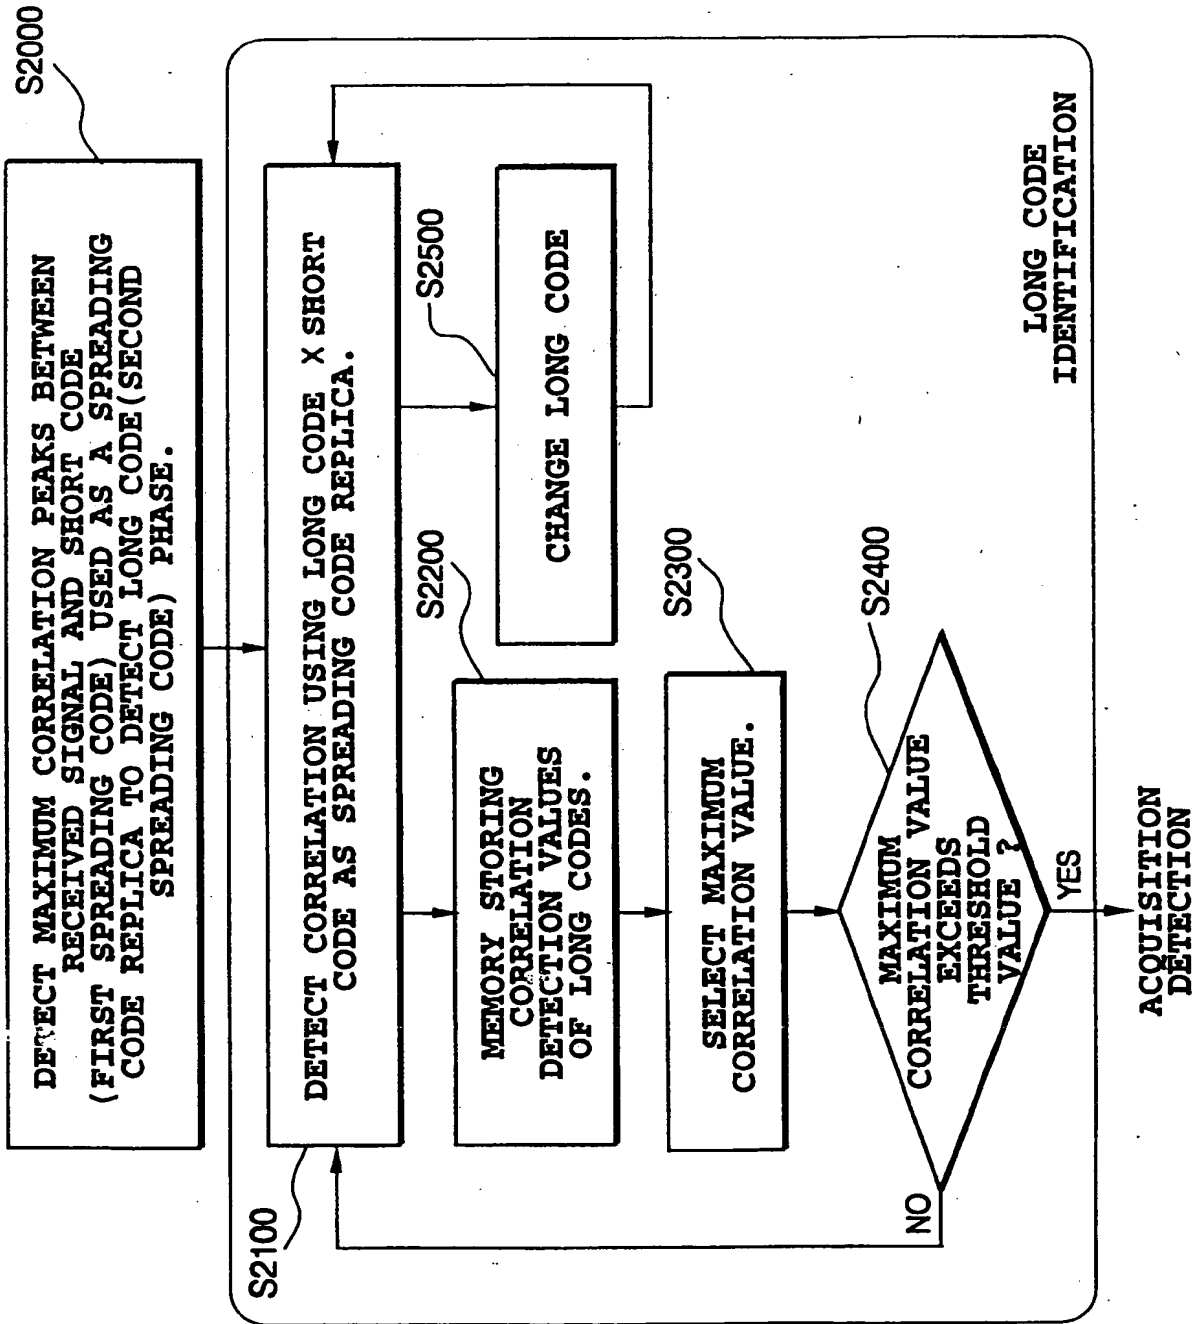 S2000
DETECT MAXIMUM CORRELATION PEAKS BETWEEN
RECEIVED SIGNAL AND SHORT CODE
(FIRST SPREADING CODE) USED AS A SPREADING
CODE REPLICA TO DETECT LONG CODE(SECOND
SPREADING CODE) PHASE.
S2100
DETECT CORRELATION USING LONG CODE X SHORT
CODE AS SPREADING CODE REPLICA.
S2200
MEMORY STORING
CORRELATION
DETECTION VALUES
OF LONG CODES.
S2500
CHANGE LONG CODE
S2300
SELECT MAXIMUM
CORRELATION VALUE.
S2400
MAXIMUM
CORRELATION VALUE
EXCEEDS
THRESHOLD
VALUE ?
NO
YES
LONG CODE
IDENTIFICATION
ACQUISITION
DETECTION